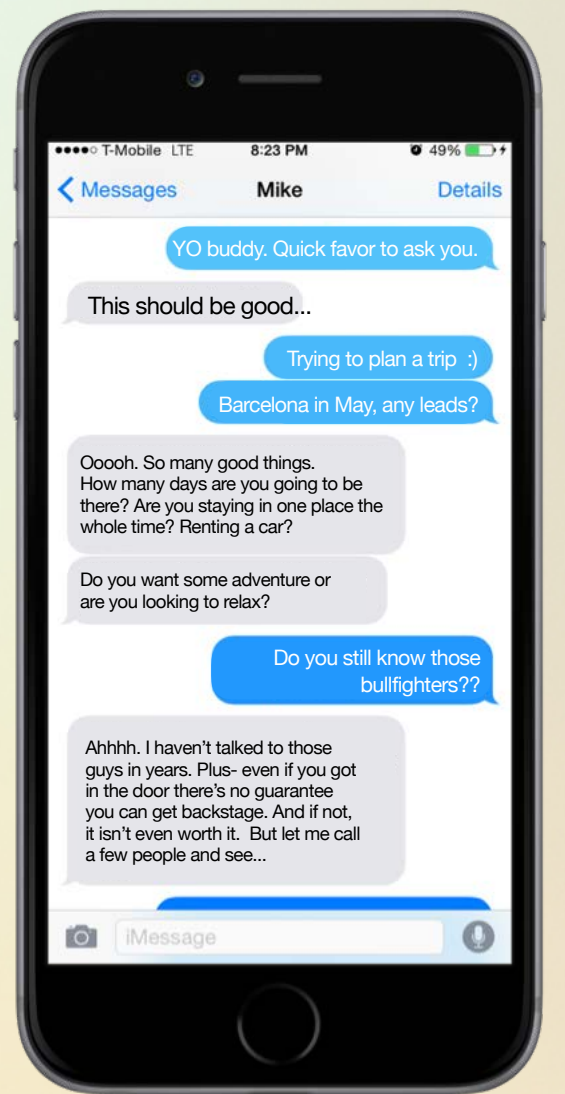 T-Mobile LTE 8:23 PM 49%
Messages Mike Details
YO buddy. Quick favor to ask you.
This should be good...
Trying to plan a trip :)
Barcelona in May, any leads?
Ooooh. So many good things.
How many days are you going to be
there? Are you staying in one place the
whole time? Renting a car?
Do you want some adventure or
are you looking to relax?
Do you still know those
bullfighters??
Ahhhh. I haven’t talked to those
guys in years. Plus- even if you got
in the door there’s no guarantee
you can get backstage. And if not,
it isn’t even worth it. But let me call
a few people and see...
iMessage